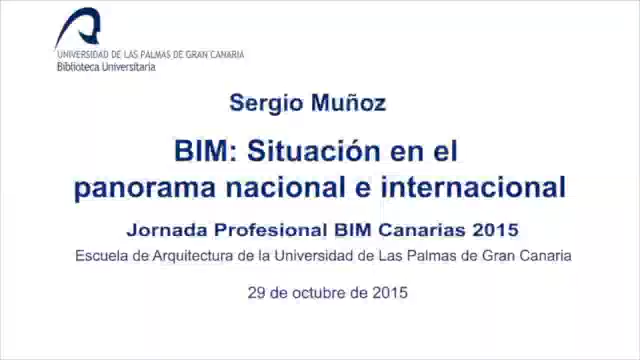 UNIVERSIDAD DE LAS PALMAS DE GRAN CANARIA
Biblioteca Universitaria
Sergio Muñoz
BIM: Situación en el
panorama nacional e internacional
Jornada Profesional BIM Canarias 2015
Escuela de Arquitectura de la Universidad de Las Palmas de Gran Canaria
29 de octubre de 2015